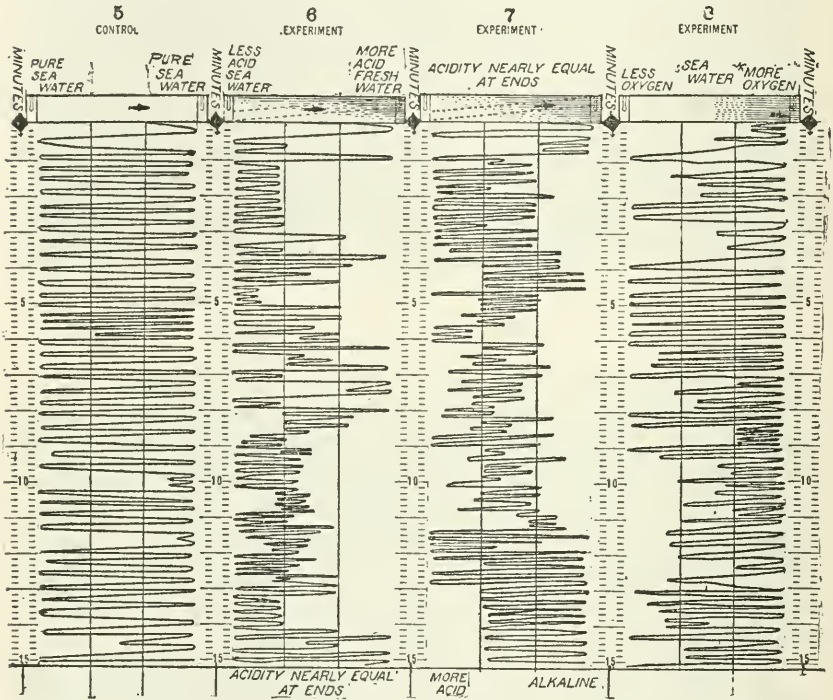 5
CONTROL
6
EXPERIMENT
7
EXPERIMENT
8
EXPERIMENT
MINUTES
PURE
SEA
WATER
PURE
SEA
WATER
MINUTES
LESS
ACID
SEA
WATER
MORE
ACID
FRESH
WATER
MINUTES
ACIDITY NEARLY EQUAL
AT ENDS
MINUTES
LESS
OXYGEN
SEA
WATER
MORE
OXYGEN
MINUTES
5
5
5
5
10
10
10
10
15
15
15
15
ACIDITY NEARLY EQUAL
AT ENDS
MORE
ACID
ALKALINE